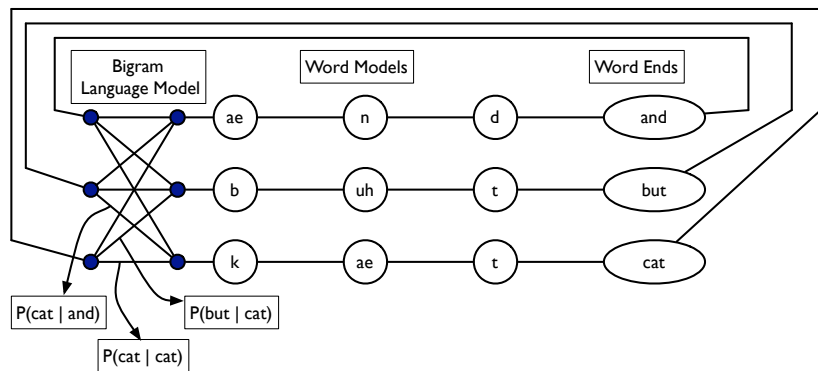 Bigram
Language Model
Word Models
Word Ends
ae
n
d
and
b
uh
t
but
k
ae
t
cat
P(cat | and)
P(but | cat)
P(cat | cat)